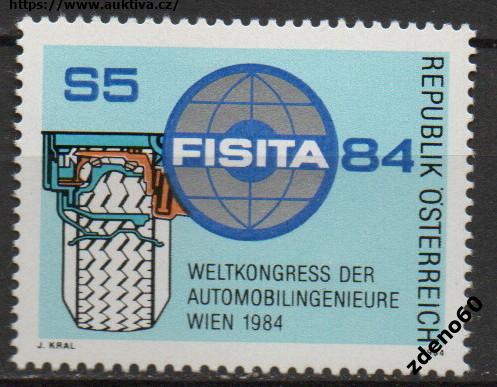 https://www.auktiva.cz/
S5
FISITA 84
REPUBLIK ÖSTERREICH
WELTKONGRESS DER
AUTOMOBILINGENIEURE
WIEN 1984
J. KRAL
zdeno60